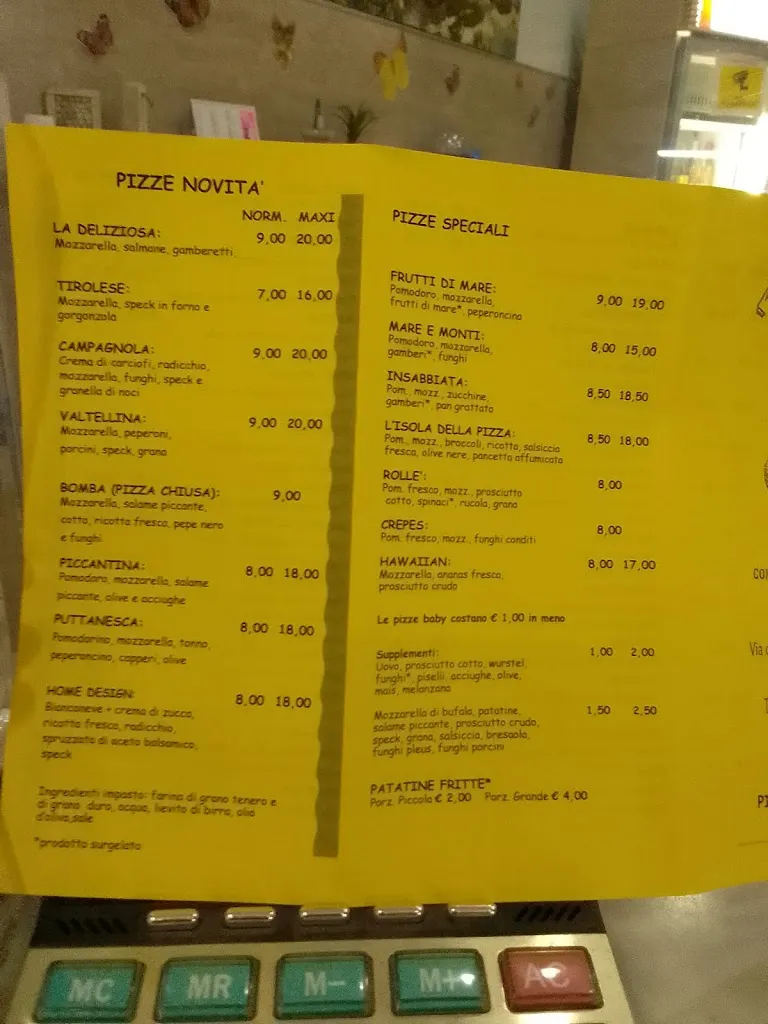 PIZZE NOVITA'
NORM. MAXI
LA DELIZIOSA: 9,00 20,00
Mozzarella, salmone, gamberetti
TIROLESE: 7,00 16,00
Mozzarella, speck in forno e
gorgonzola
CAMPAGNOLA: 9,00 20,00
Crema di carciofi, radicchio,
mozzarella, funghi, speck e
granella di noci
VALTELLINA: 9,00 20,00
Mozzarella, peperoni,
porcini, speck, grana
BOMBA (PIZZA CHIUSA): 9,00
Mozzarella, salame piccante,
cotto, ricotta fresca, pepe nero
e funghi
PICCANTINA: 8,00 18,00
Pomodoro, mozzarella, salame
piccante, olive e acciughe
PUTTANESCA: 8,00 18,00
Pomodorino, mozzarella, tonno,
peperoncino, capperi, olive
HOME DESIGN: 8,00 18,00
Biancaneve + crema di zucca,
ricotta fresca, radicchio,
spruzzata di aceto balsamico,
speck
Ingredienti impasto: farina di grano tenero e
di grano duro, acqua, lievito di birra, olio
d'oliva,sale
*prodotto surgelato
PIZZE SPECIALI
FRUTTI DI MARE: 9,00 19,00
Pomodoro, mozzarella,
frutti di mare*, peperoncino
MARE E MONTI: 8,00 15,00
Pomodoro, mozzarella,
gamberi*, funghi
INSABBIATA: 8,50 18,50
Pom., mozz., zucchine,
gamberi*, pan grattato
L'ISOLA DELLA PIZZA: 8,50 18,00
Pom., mozz., broccoli, ricotta, salsiccia
fresca, olive nere, pancetta affumicata
ROLLE': 8,00
Pom. fresco, mozz., prosciutto
cotto, spinaci*, rucola, grana
CREPES: 8,00
Pom. fresco, mozz., funghi conditi
HAWAIIAN: 8,00 17,00
Mozzarella, ananas fresco,
prosciutto crudo
Le pizze baby costano € 1,00 in meno
Supplementi: 1,00 2,00
Uovo, prosciutto cotto, wurstel,
funghi*, piselli, acciughe, olive,
mais, melanzana
Mozzarella di bufala, patatine, 1,50 2,50
salame piccante, prosciutto crudo,
speck, grana, salsiccia, bresaola,
funghi pleus, funghi porcini
PATATINE FRITTE*
Porz. Piccola € 2,00 Porz. Grande € 4,00
CON
Via
PI
MC MR M- M+ AC